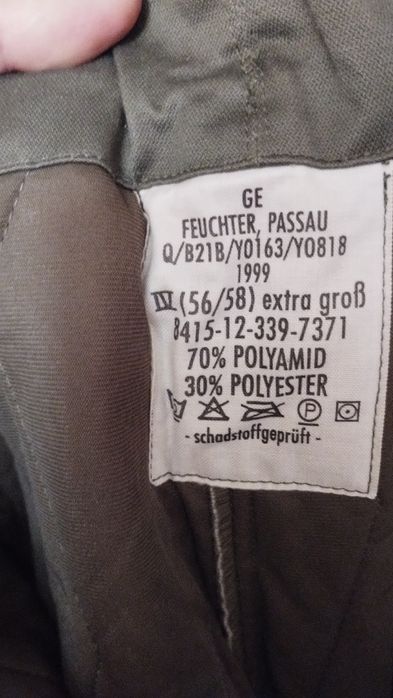 GE
FEUCHTER, PASSAU
Q/B21B/Y0163/Y0818
1999
IV (56/58) extra groß
8415-12-339-7371
70% POLYAMID
30% POLYESTER
P
- schadstoffgeprüft -